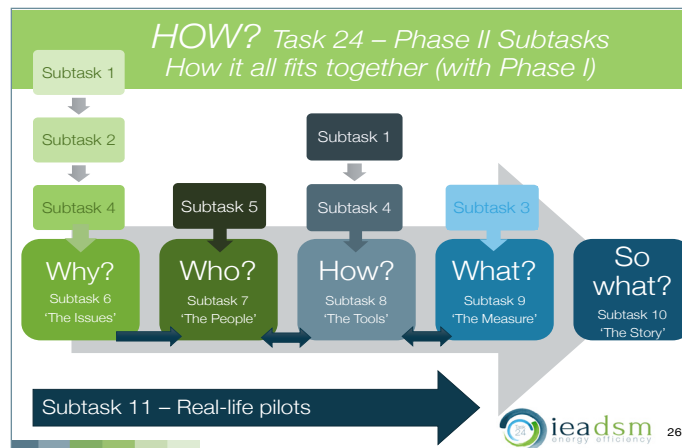 HOW? Task 24 – Phase II Subtasks
How it all fits together (with Phase I)
Subtask 1
Subtask 2
Subtask 1
Subtask 4
Subtask 5
Subtask 4
Subtask 3
Why?
Subtask 6
‘The Issues’
Who?
Subtask 7
‘The People’
How?
Subtask 8
‘The Tools’
What?
Subtask 9
‘The Measure’
So
what?
Subtask 10
‘The Story’
Subtask 11 – Real-life pilots
24
ieadsm
energy efficiency
26